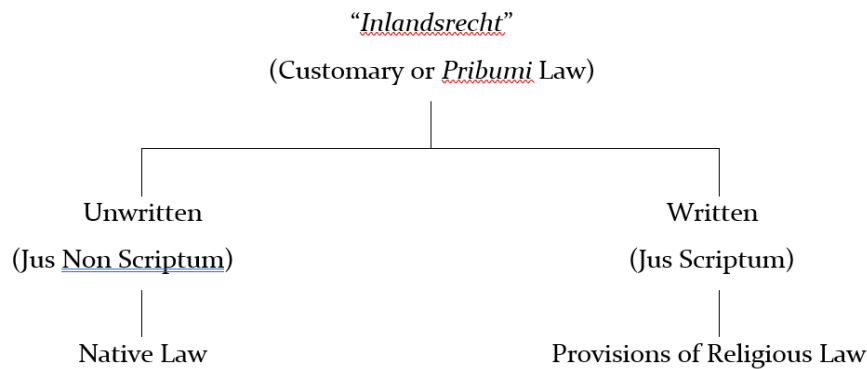 “Inlandsrecht”
(Customary or Pribumi Law)
Unwritten
(Jus Non Scriptum)
Native Law
Written
(Jus Scriptum)
Provisions of Religious Law